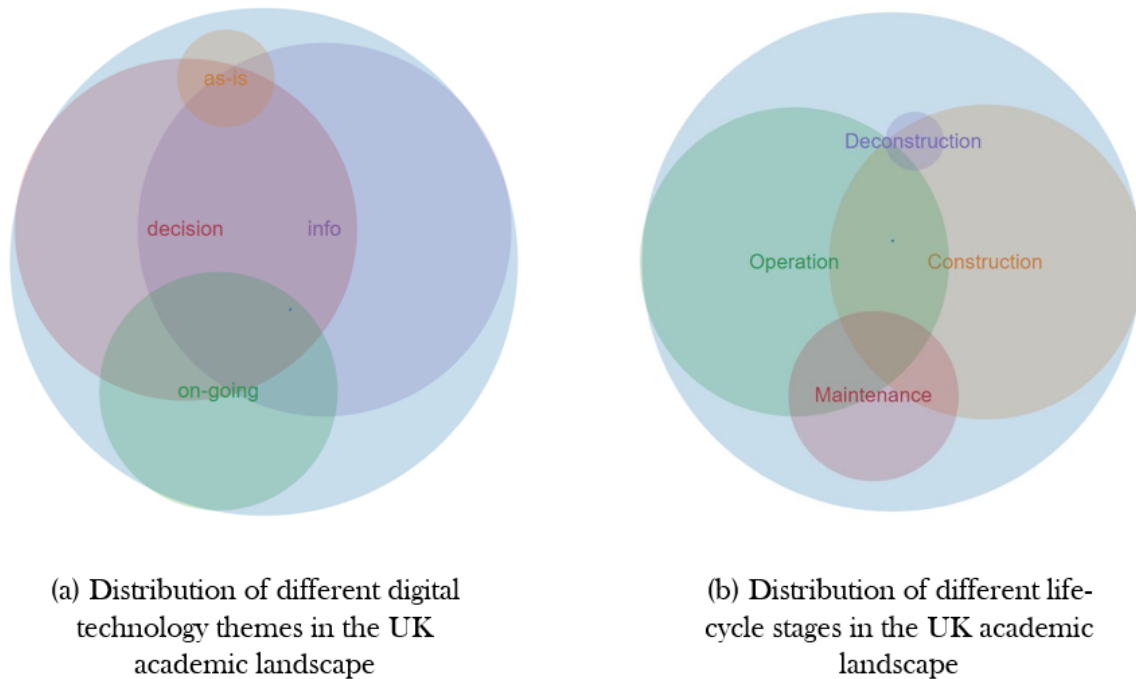 as-is
decision
info
on-going
Deconstruction
Operation
Construction
Maintenance
(a) Distribution of different digital
technology themes in the UK
academic landscape
(b) Distribution of different life-
cycle stages in the UK academic
landscape